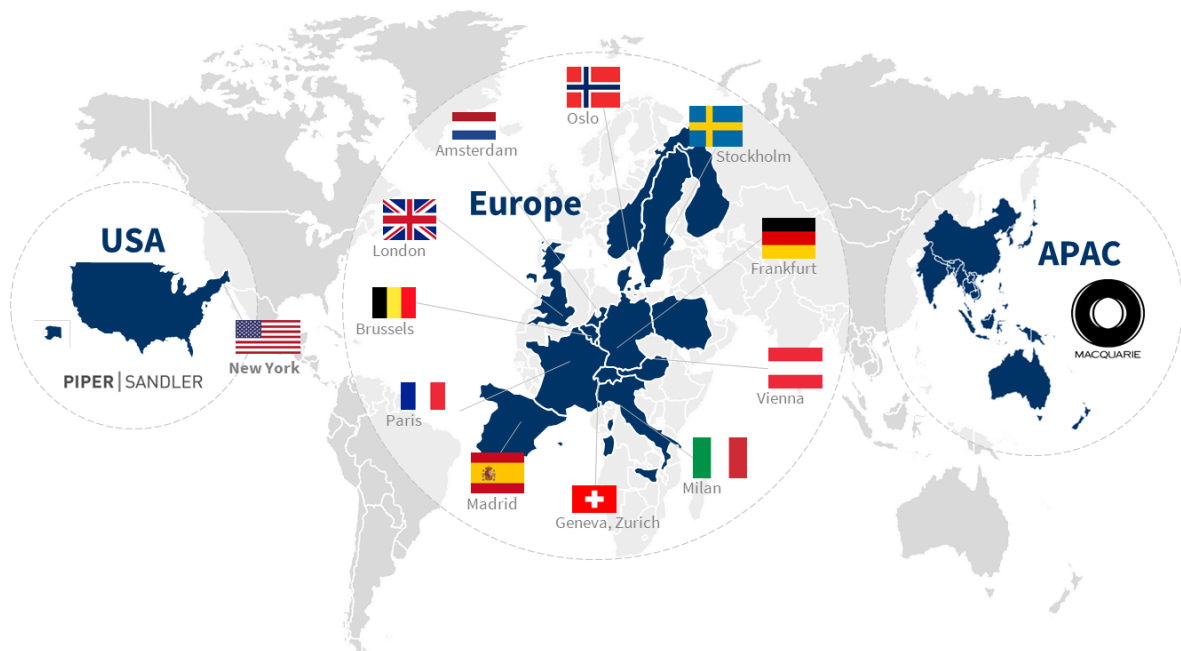 Oslo
Amsterdam
Stockholm
Europe
USA
London
APAC
Frankfurt
Brussels
New York
MACQUARIE
PIPER|SANDLER
Vienna
Paris
Milan
Madrid
Geneva, Zurich